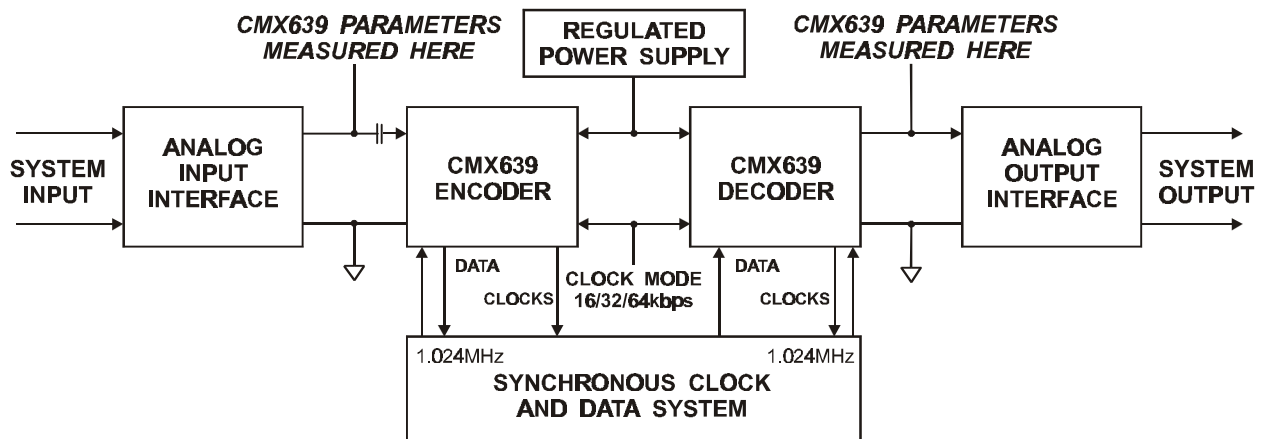 CMX639 PARAMETERS
MEASURED HERE
REGULATED
POWER SUPPLY
CMX639 PARAMETERS
MEASURED HERE
SYSTEM
INPUT
ANALOG
INPUT
INTERFACE
CMX639
ENCODER
CMX639
DECODER
ANALOG
OUTPUT
INTERFACE
SYSTEM
OUTPUT
DATA
CLOCKS
CLOCK MODE
16/32/64kbps
DATA
CLOCKS
1.024MHz
1.024MHz
SYNCHRONOUS CLOCK
AND DATA SYSTEM